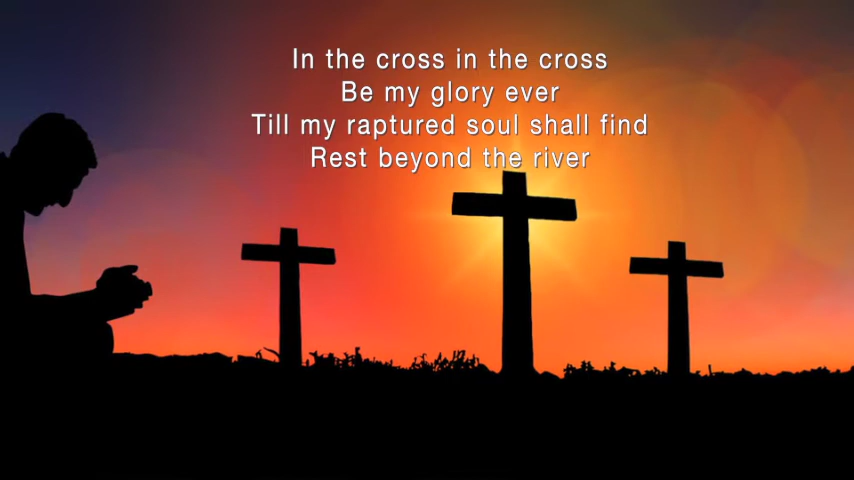 In the cross in the cross
Be my glory ever
Till my raptured soul shall find
Rest beyond the river